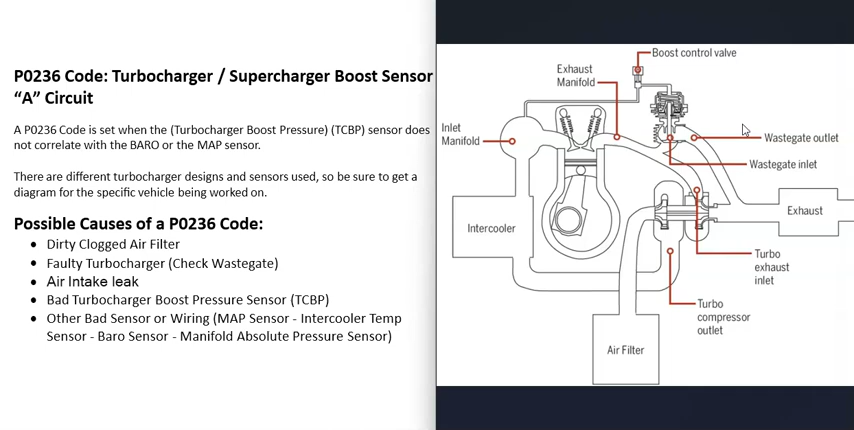 P0236 Code: Turbocharger / Supercharger Boost Sensor
“A” Circuit
A P0236 Code is set when the (Turbocharger Boost Pressure) (TCBP) sensor does
not correlate with the BARO or the MAP sensor.
There are different turbocharger designs and sensors used, so be sure to get a
diagram for the specific vehicle being worked on.
Possible Causes of a P0236 Code:
• Dirty Clogged Air Filter
• Faulty Turbocharger (Check Wastegate)
• Air Intake leak
• Bad Turbocharger Boost Pressure Sensor (TCBP)
• Other Bad Sensor or Wiring (MAP Sensor - Intercooler Temp
Sensor - Baro Sensor - Manifold Absolute Pressure Sensor)
Boost control valve
Exhaust
Manifold
Inlet
Manifold
Wastegate outlet
Wastegate inlet
Intercooler
Exhaust
Turbo
exhaust
inlet
Turbo
compressor
outlet
Air Filter